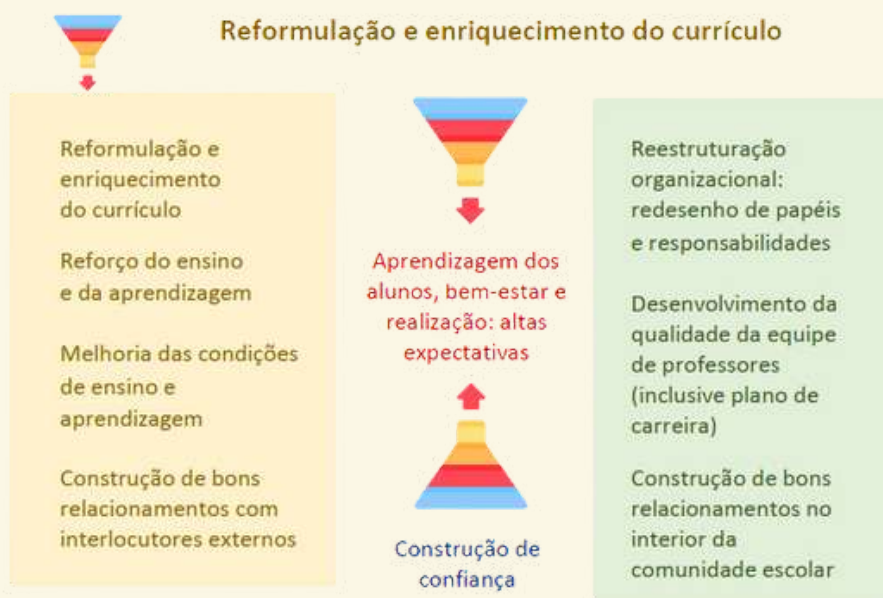 Reformulação e enriquecimento do currículo
Reformulação e
enriquecimento
do currículo
Reforço do ensino
e da aprendizagem
Melhoria das condições
de ensino e
aprendizagem
Construção de bons
relacionamentos com
interlocutores externos
Aprendizagem dos
alunos, bem-estar e
realização: altas
expectativas
Construção de
confiança
Reestruturação
organizacional:
redesenho de papéis
e responsabilidades
Desenvolvimento da
qualidade da equipe
de professores
(inclusive plano de
carreira)
Construção de bons
relacionamentos no
interior da
comunidade escolar